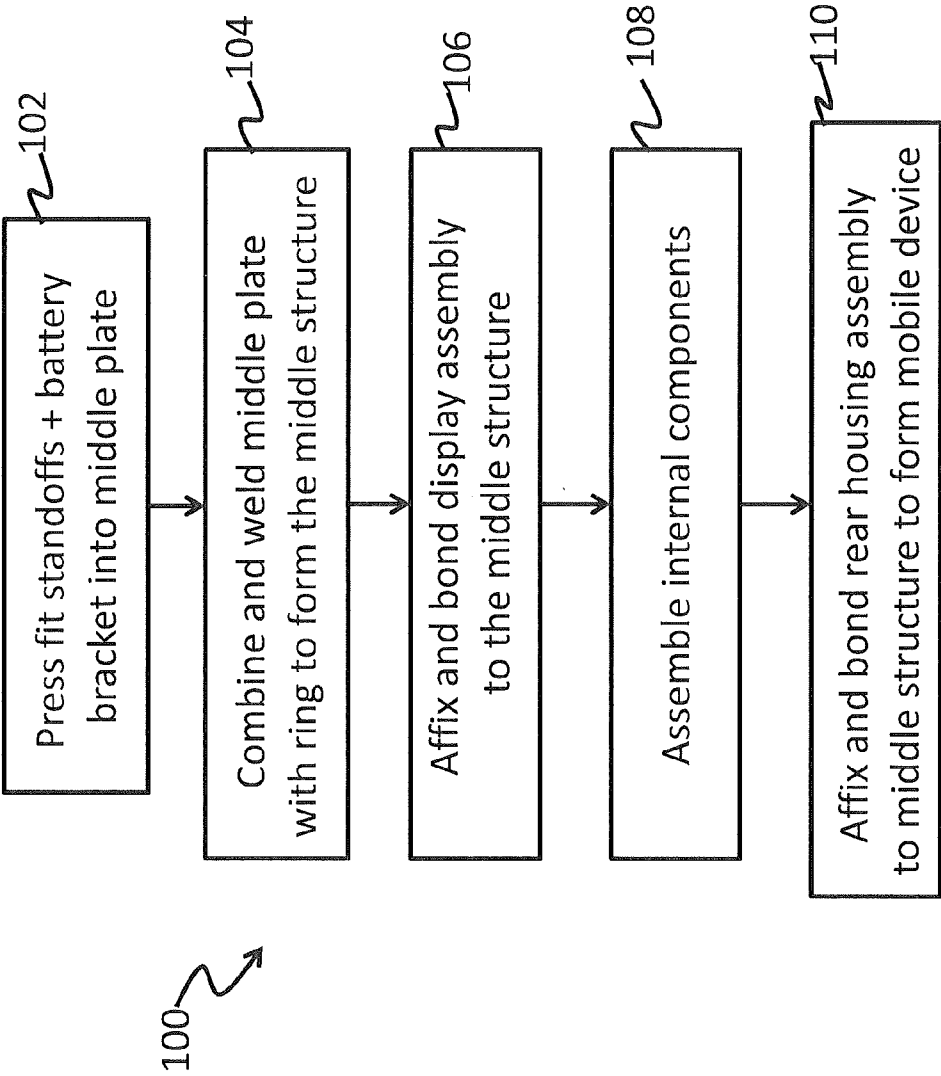 100
102
Press fit standoffs + battery
bracket into middle plate
104
Combine and weld middle plate
with ring to form the middle structure
106
Affix and bond display assembly
to the middle structure
108
Assemble internal components
110
Affix and bond rear housing assembly
to middle structure to form mobile device